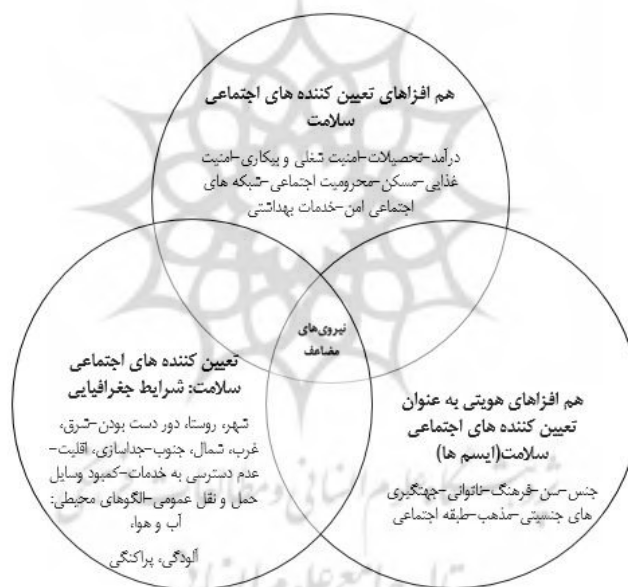 هم افزاهای تعیین کننده های اجتماعی
سلامت
درآمد-تحصیلات-امنیت شغلی و بیکاری-امنیت
غذایی-مسکن-محرومیت اجتماعی-شبکه های
اجتماعی امن-خدمات بهداشتی
نیروی‌های
مضاعف
تعیین کننده های اجتماعی
سلامت: شرایط جغرافیایی
شهر، روستا، دور دست بودن-شرق،
غرب، شمال، جنوب-جداسازی، اقلیت-
عدم دسترسی به خدمات-کمبود وسایل
حمل و نقل عمومی-الگوهای محیطی:
آب و هوا،
آلودگی، پراکنگی
هم افزاهای هویتی به عنوان
تعیین کننده های اجتماعی
سلامت(ایسم ها)
جنس-سن-فرهنگ-ناتوانی-جهتگیری
های جنسیتی-مذهب-طبقه اجتماعی